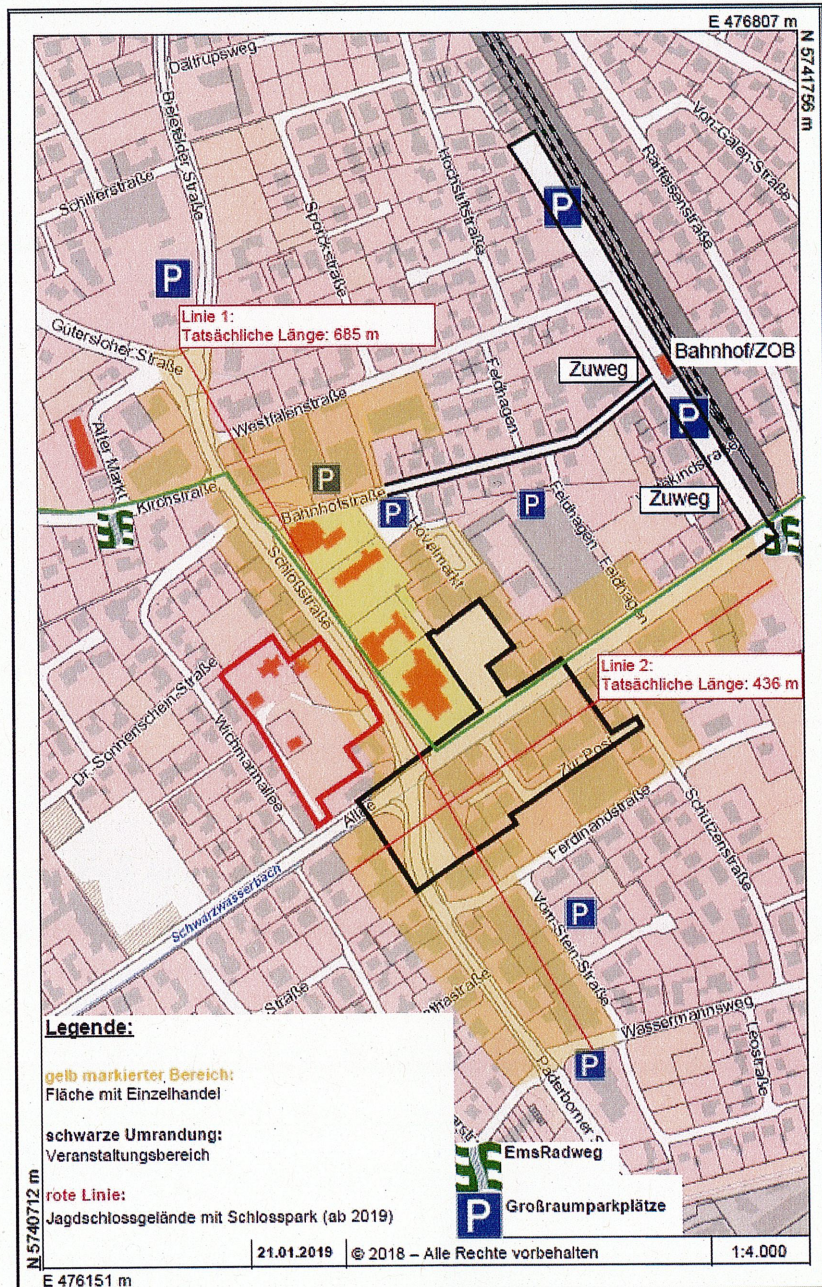 E 476807 m
N 5741756 m
Daltrupsweg
Bielefelder Straße
Schillerstraße
Sporckstraße
Hochstiftstraße
Raiffeisenstraße
Von-Galen-Straße
P
P
Gütersloher Straße
Linie 1:
Tatsächliche Länge: 685 m
Bahnhof/ZOB
Zuweg
Feldhagen
Westfalenstraße
P
Alter Markt
Kirchstraße
P
Bahnhofstraße
P
P
Zuweg
Hövelmarkt
Feldhagen
Feldhagen
Schloßstraße
Dr.-Sonnenschein-Straße
Wichmannallee
Linie 2:
Tatsächliche Länge: 436 m
Zur Post
Allee
Ferdinandstraße
Schützenstraße
Schwarzwasserbach
P
Vom-Stein-Straße
Straße
Wassermannsweg
Leostraße
P
Paderborner S
Legende:
gelb markierter Bereich:
Fläche mit Einzelhandel
schwarze Umrandung:
Veranstaltungsbereich
rote Linie:
Jagdschlossgelände mit Schlosspark (ab 2019)
EmsRadweg
P Großraumparkplätze
N 5740712 m
21.01.2019 © 2018 – Alle Rechte vorbehalten 1:4.000
E 476151 m